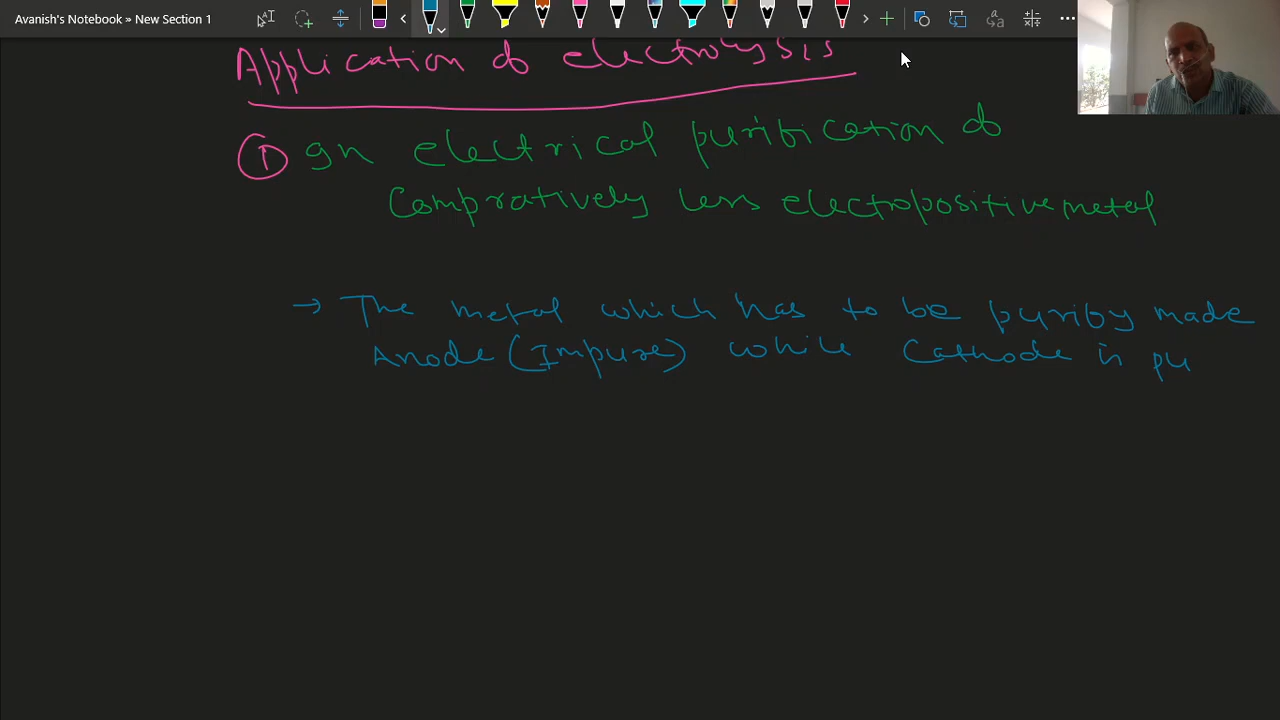 Avanish's Notebook » New Section 1
Application of electrolysis
① In electrical purification of
Compratively less electropositive metal
→ The metal which has to be purify made
Anode (Impure) while Cathode is pu